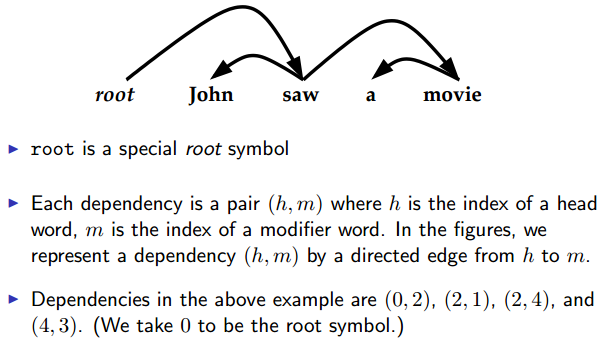 root John saw a movie
▶ root is a special root symbol
▶ Each dependency is a pair (h, m) where h is the index of a head
word, m is the index of a modifier word. In the figures, we
represent a dependency (h, m) by a directed edge from h to m.
▶ Dependencies in the above example are (0, 2), (2, 1), (2, 4), and
(4, 3). (We take 0 to be the root symbol.)